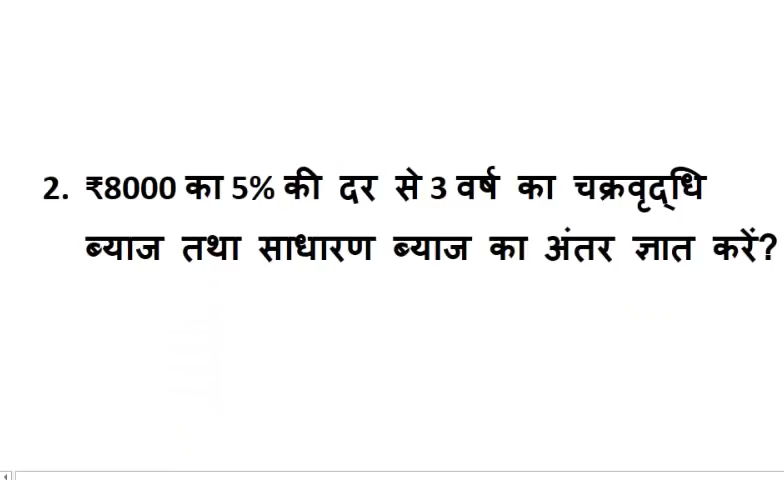 2. ₹8000 का 5% की दर से 3 वर्ष का चक्रवृद्‌धि
ब्याज तथा साधारण ब्याज का अंतर ज्ञात करें?